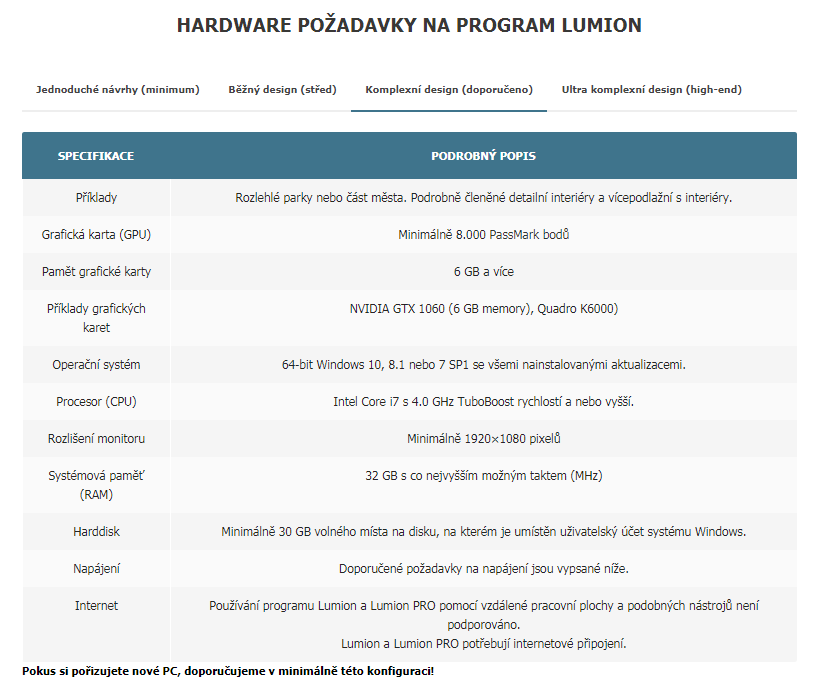 HARDWARE POŽADAVKY NA PROGRAM LUMION
Jednoduché návrhy (minimum)
Běžný design (střed)
Komplexní design (doporučeno)
Ultra komplexní design (high-end)
SPECIFIKACE
PODROBNÝ POPIS
Příklady
Rozlehlé parky nebo část města. Podrobně členěné detailní interiéry a vícepodlažní s interiéry.
Grafická karta (GPU)
Minimálně 8.000 PassMark bodů
Pamět grafické karty
6 GB a více
Příklady grafických
karet
NVIDIA GTX 1060 (6 GB memory), Quadro K6000)
Operační systém
64-bit Windows 10, 8.1 nebo 7 SP1 se všemi nainstalovanými aktualizacemi.
Procesor (CPU)
Intel Core i7 s 4.0 GHz TuboBoost rychlostí a nebo vyšší.
Rozlišení monitoru
Minimálně 1920×1080 pixelů
Systémová paměť
(RAM)
32 GB s co nejvyšším možným taktem (MHz)
Harddisk
Minimálně 30 GB volného místa na disku, na kterém je umístěn uživatelský účet systému Windows.
Napájení
Doporučené požadavky na napájení jsou vypsané níže.
Internet
Používání programu Lumion a Lumion PRO pomocí vzdálené pracovní plochy a podobných nástrojů není
podporováno.
Lumion a Lumion PRO potřebují internetové připojení.
Pokus si pořizujete nové PC, doporučujeme v minimálně této konfiguraci!